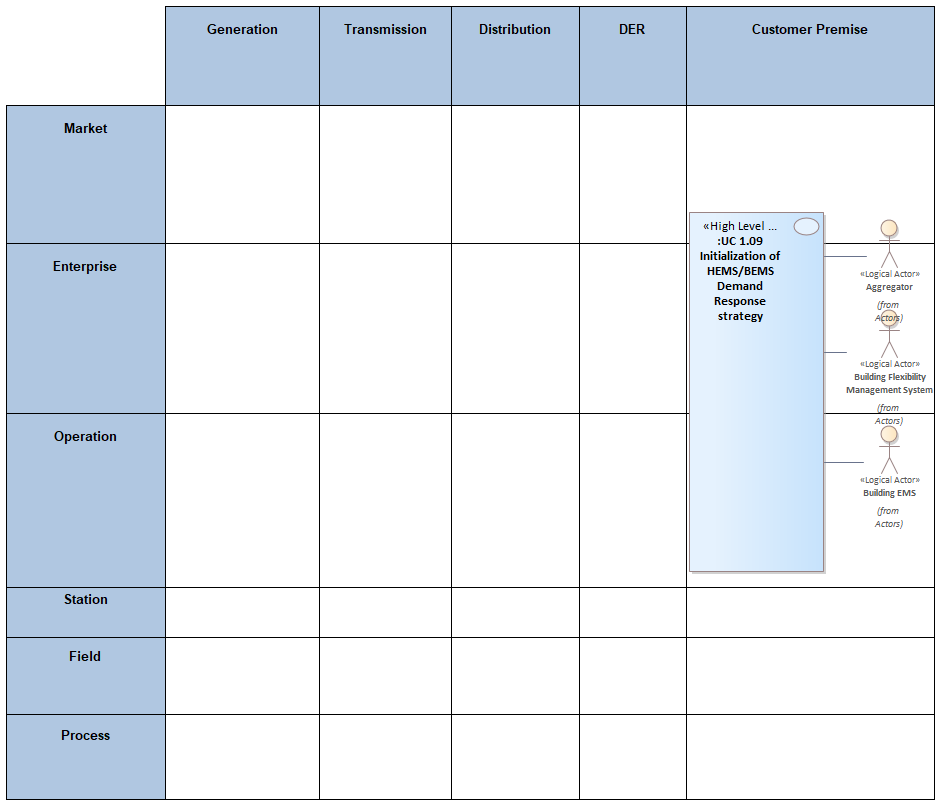 Generation
Transmission
Distribution
DER
Customer Premise
Market
Enterprise
Operation
Station
Field
Process
«High Level ...
:UC 1.09
Initialization of
HEMS/BEMS
Demand
Response
strategy
«Logical Actor»
Aggregator
(from
Actors)
«Logical Actor»
Building Flexibility
Management System
(from
Actors)
«Logical Actor»
Building EMS
(from
Actors)